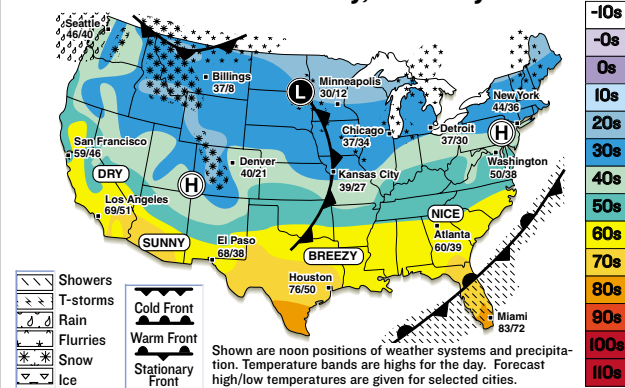 Seattle
46/40
Billings
37/8
L
Minneapolis
30/12
New York
44/36
San Francisco
59/46
Chicago
37/34
Detroit
37/30
H
DRY
H
Denver
40/21
Kansas City
39/27
Washington
50/38
Los Angeles
69/51
SUNNY
El Paso
68/38
BREEZY
NICE
Atlanta
60/39
Houston
76/50
Miami
83/72
Showers
T-storms
Rain
Flurries
Snow
Ice
Cold Front
Warm Front
Stationary
Front
Shown are noon positions of weather systems and precipita-
tion. Temperature bands are highs for the day. Forecast
high/low temperatures are given for selected cities.
-10s
-0s
0s
10s
20s
30s
40s
50s
60s
70s
80s
90s
100s
110s